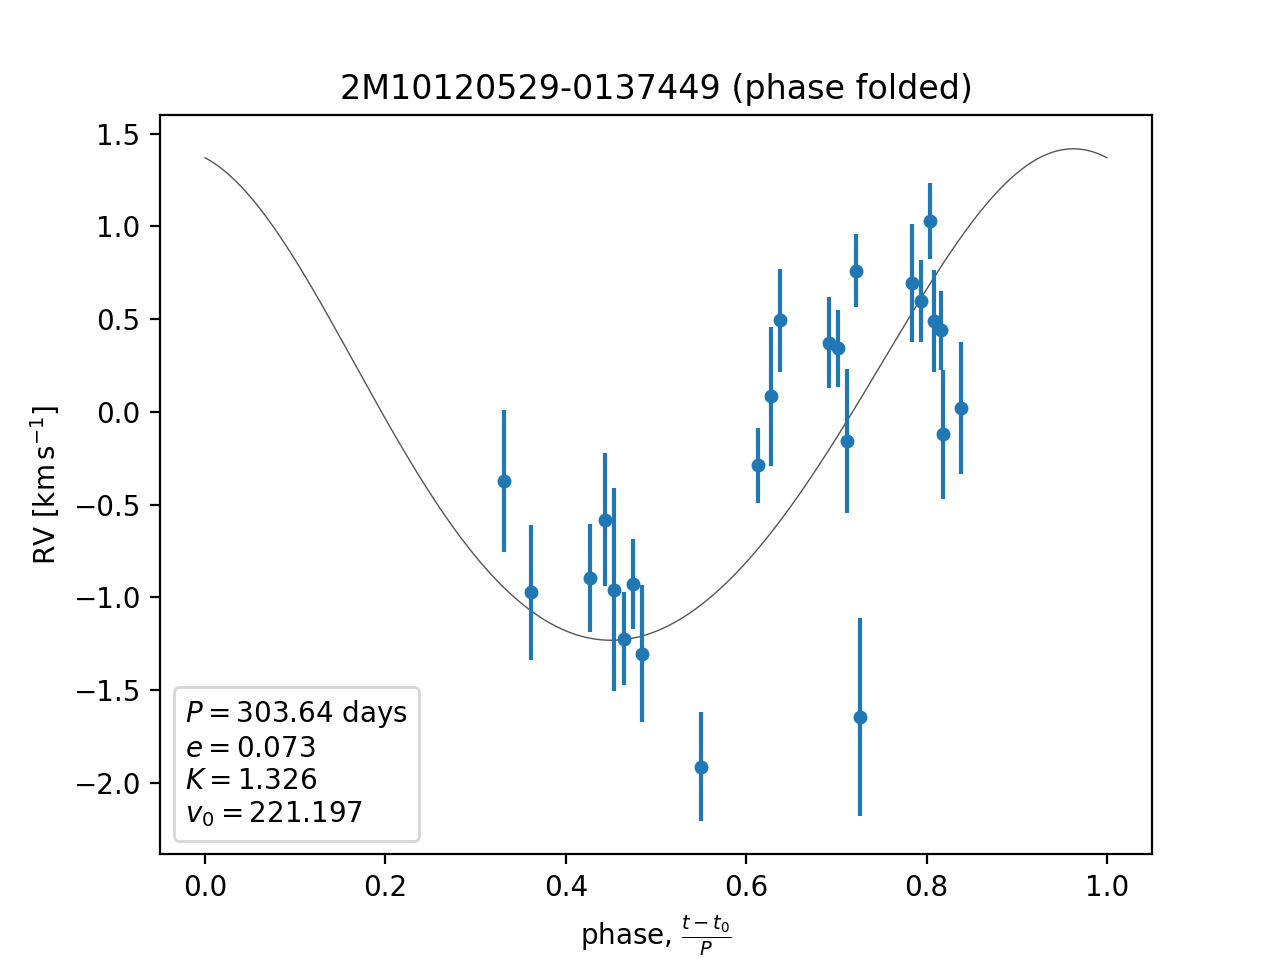 2M10120529-0137449 (phase folded)
1.5
1.0
0.5
0.0
−0.5
−1.0
−1.5
−2.0
RV [km s⁻¹]
P = 303.64 days
e = 0.073
K = 1.326
v₀ = 221.197
0.0 0.2 0.4 0.6 0.8 1.0
phase, (t − t₀)/P